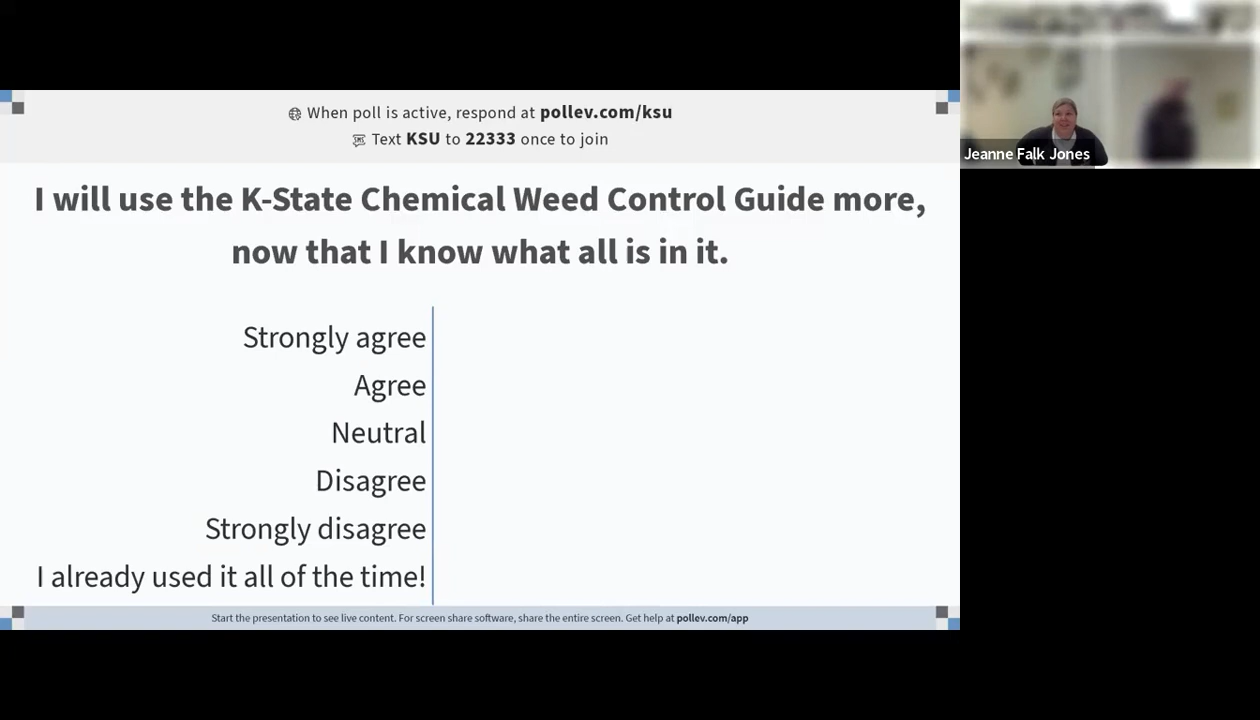 When poll is active, respond at pollev.com/ksu
Text KSU to 22333 once to join
I will use the K-State Chemical Weed Control Guide more,
now that I know what all is in it.
Strongly agree
Agree
Neutral
Disagree
Strongly disagree
I already used it all of the time!
Start the presentation to see live content. For screen share software, share the entire screen. Get help at pollev.com/app
Jeanne Falk Jones